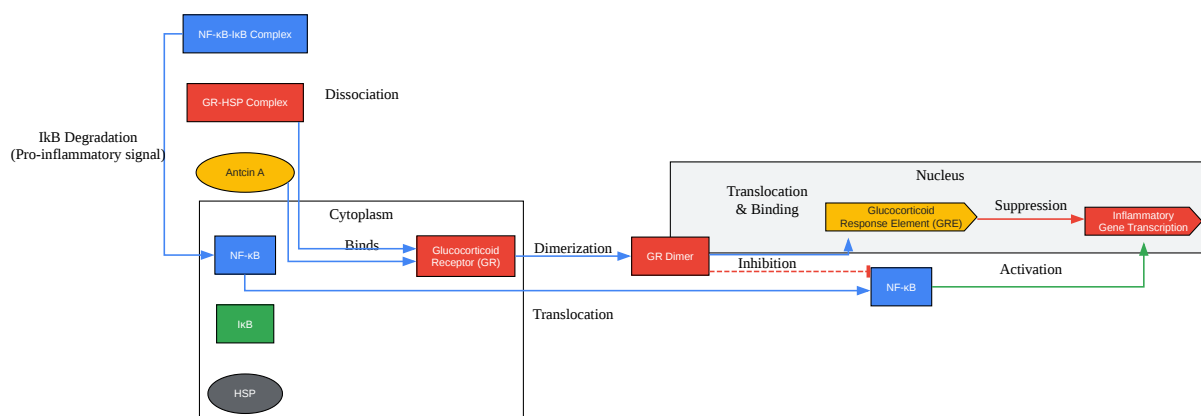 NF-κB-IκB Complex
GR-HSP Complex
Dissociation
IkB Degradation
(Pro-inflammatory signal)
Antcin A
Nucleus
Translocation
& Binding
Glucocorticoid
Response Element (GRE)
Suppression
Inflammatory
Gene Transcription
Cytoplasm
NF-κB
Binds
Glucocorticoid
Receptor (GR)
Dimerization
GR Dimer
Inhibition
NF-κB
Activation
Translocation
IκB
HSP